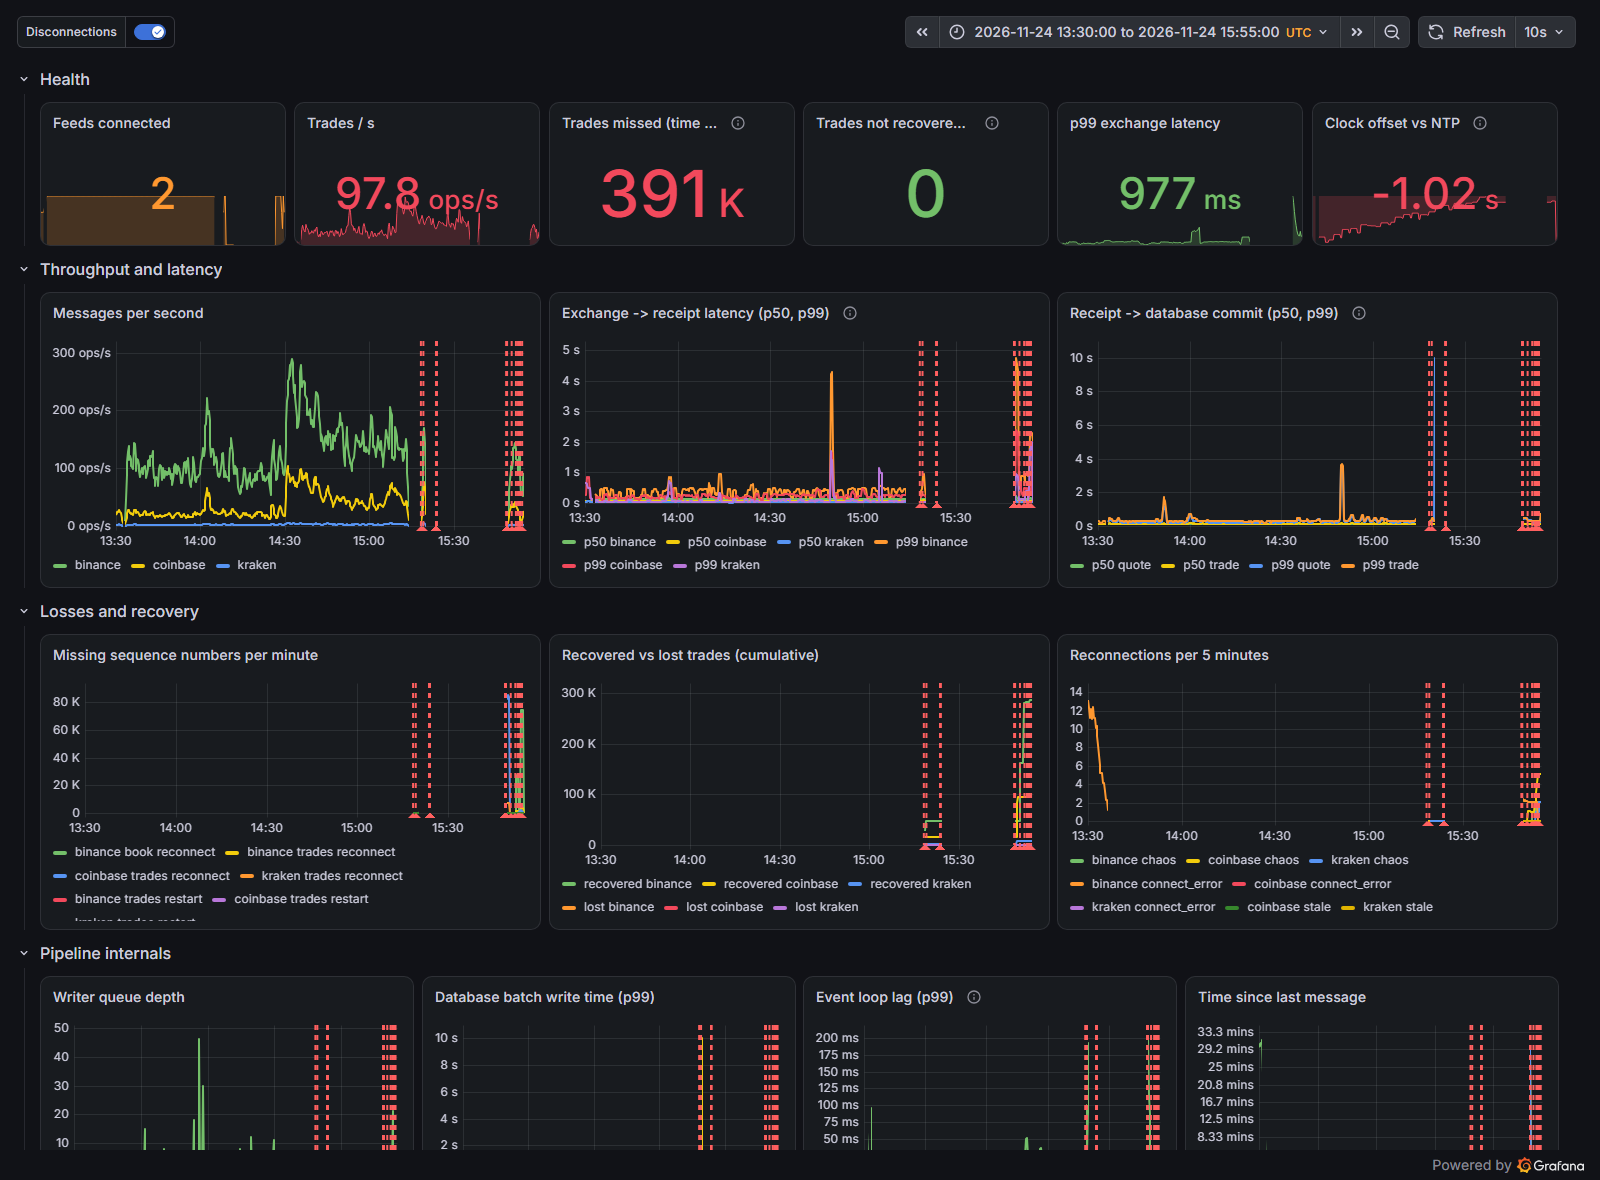 Disconnections
2026-11-24 13:30:00 to 2026-11-24 15:55:00 UTC
Refresh
10s
Health
Feeds connected
2
Trades / s
97.8 ops/s
Trades missed (time ...
391 K
Trades not recovere...
0
p99 exchange latency
977 ms
Clock offset vs NTP
-1.02 s
Throughput and latency
Messages per second
300 ops/s
200 ops/s
100 ops/s
0 ops/s
13:30 14:00 14:30 15:00 15:30
binance coinbase kraken
Exchange -> receipt latency (p50, p99)
5 s
4 s
3 s
2 s
1 s
0 s
13:30 14:00 14:30 15:00 15:30
p50 binance p50 coinbase p50 kraken p99 binance
p99 coinbase p99 kraken
Receipt -> database commit (p50, p99)
10 s
8 s
6 s
4 s
2 s
0 s
13:30 14:00 14:30 15:00 15:30
p50 quote p50 trade p99 quote p99 trade
Losses and recovery
Missing sequence numbers per minute
80 K
60 K
40 K
20 K
0
13:30 14:00 14:30 15:00 15:30
binance book reconnect binance trades reconnect
coinbase trades reconnect kraken trades reconnect
binance trades restart coinbase trades restart
kraken trades restart
Recovered vs lost trades (cumulative)
300 K
200 K
100 K
0
13:30 14:00 14:30 15:00 15:30
recovered binance recovered coinbase recovered kraken
lost binance lost coinbase lost kraken
Reconnections per 5 minutes
14
12
10
8
6
4
2
0
13:30 14:00 14:30 15:00 15:30
binance chaos coinbase chaos kraken chaos
binance connect_error coinbase connect_error
kraken connect_error coinbase stale kraken stale
Pipeline internals
Writer queue depth
50
40
30
20
10
Database batch write time (p99)
10 s
8 s
6 s
4 s
2 s
Event loop lag (p99)
200 ms
175 ms
150 ms
125 ms
100 ms
75 ms
50 ms
Time since last message
33.3 mins
29.2 mins
25 mins
20.8 mins
16.7 mins
12.5 mins
8.33 mins
Powered by Grafana